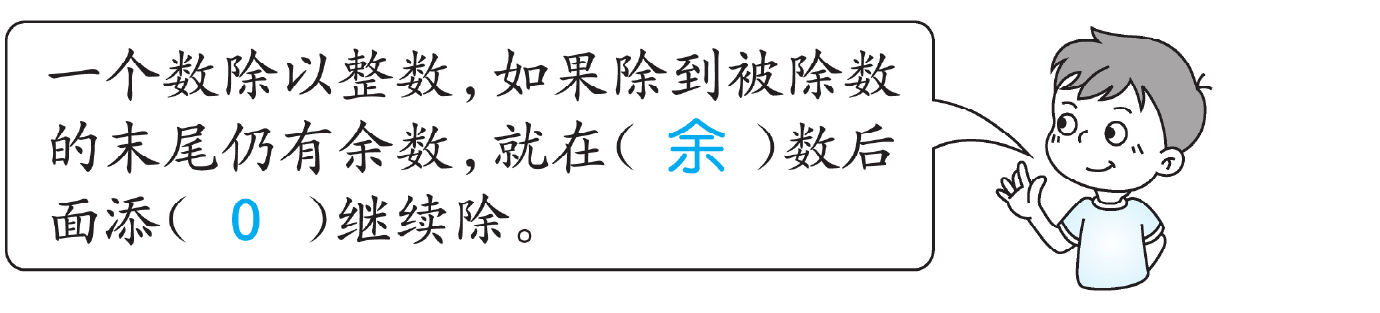 一个数除以整数,如果除到被除数
的末尾仍有余数,就在( 余 )数后
面添( 0 )继续除。